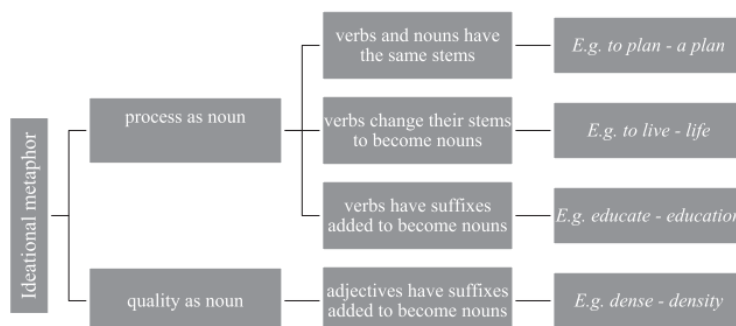 Ideational metaphor
process as noun
verbs and nouns have
the same stems
E.g. to plan - a plan
verbs change their stems
to become nouns
E.g. to live - life
verbs have suffixes
added to become nouns
E.g. educate - education
quality as noun
adjectives have suffixes
added to become nouns
E.g. dense - density